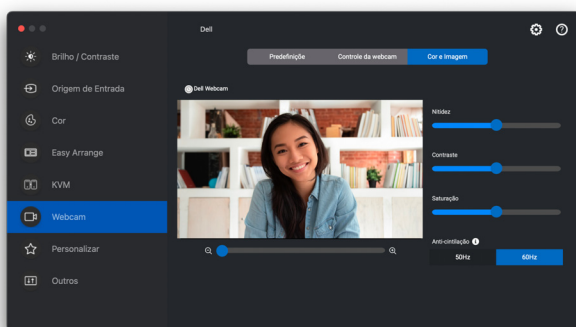 Dell
Predefiniçõe
Controle da webcam
Cor e Imagem
Brilho / Contraste
Origem de Entrada
Cor
Easy Arrange
KVM
Webcam
Personalizar
Outros
Dell Webcam
Nitidez
Contraste
Saturação
Anti-cintilação
50Hz
60Hz